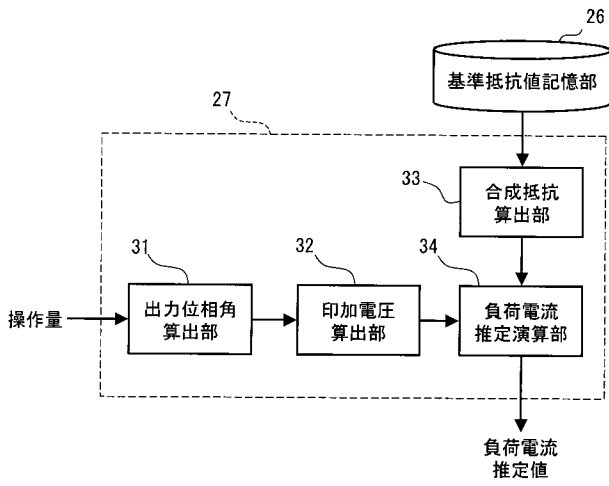 26
基準抵抗値記憶部
27
33
合成抵抗
算出部
31
32
34
操作量
出力位相角
算出部
印加電圧
算出部
負荷電流
推定演算部
負荷電流
推定値